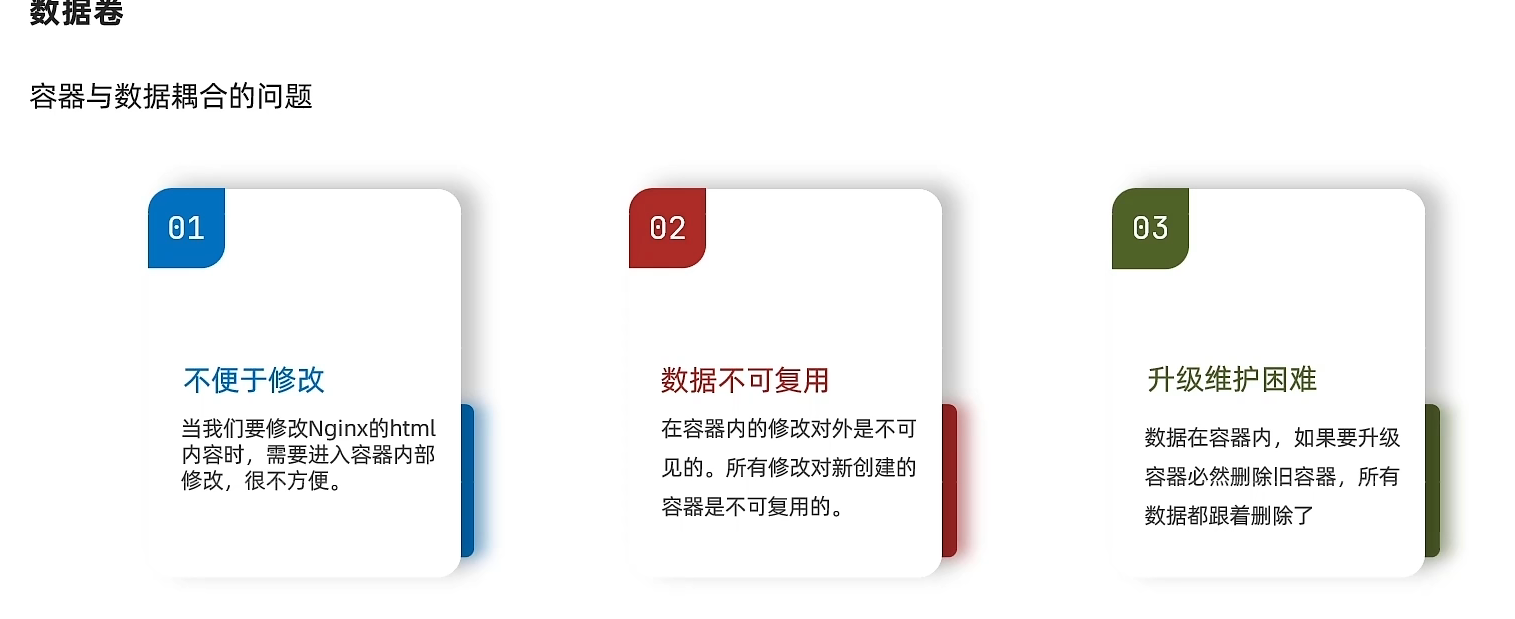 数据卷
容器与数据耦合的问题
01
不便于修改
当我们要修改Nginx的html
内容时，需要进入容器内部
修改，很不方便。
02
数据不可复用
在容器内的修改对外是不可
见的。所有修改对新创建的
容器是不可复用的。
03
升级维护困难
数据在容器内，如果要升级
容器必然删除旧容器，所有
数据都跟着删除了